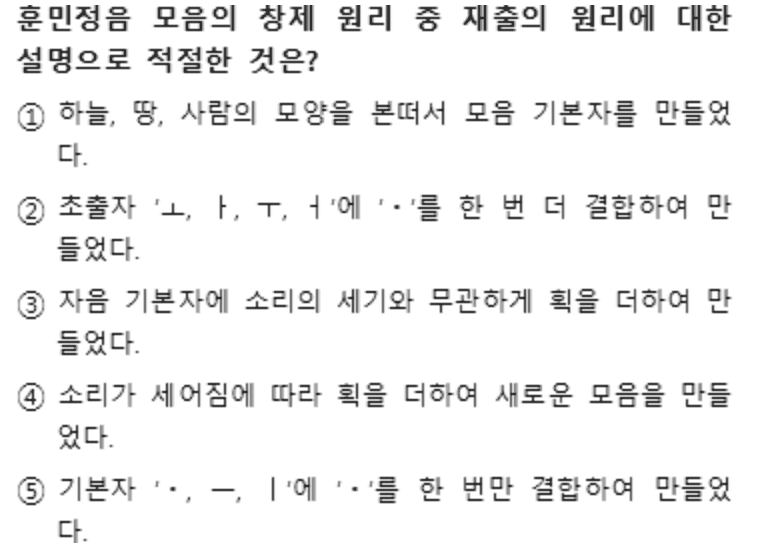 훈민정음 모음의 창제 원리 중 재출의 원리에 대한
설명으로 적절한 것은?
① 하늘, 땅, 사람의 모양을 본떠서 모음 기본자를 만들었
다.
② 초출자 'ㅗ, ㅏ, ㅜ, ㅓ'에 'ㆍ'를 한 번 더 결합하여 만
들었다.
③ 자음 기본자에 소리의 세기와 무관하게 획을 더하여 만
들었다.
④ 소리가 세어짐에 따라 획을 더하여 새로운 모음을 만들
었다.
⑤ 기본자 'ㆍ, ㅡ, ㅣ'에 'ㆍ'를 한 번만 결합하여 만들었
다.